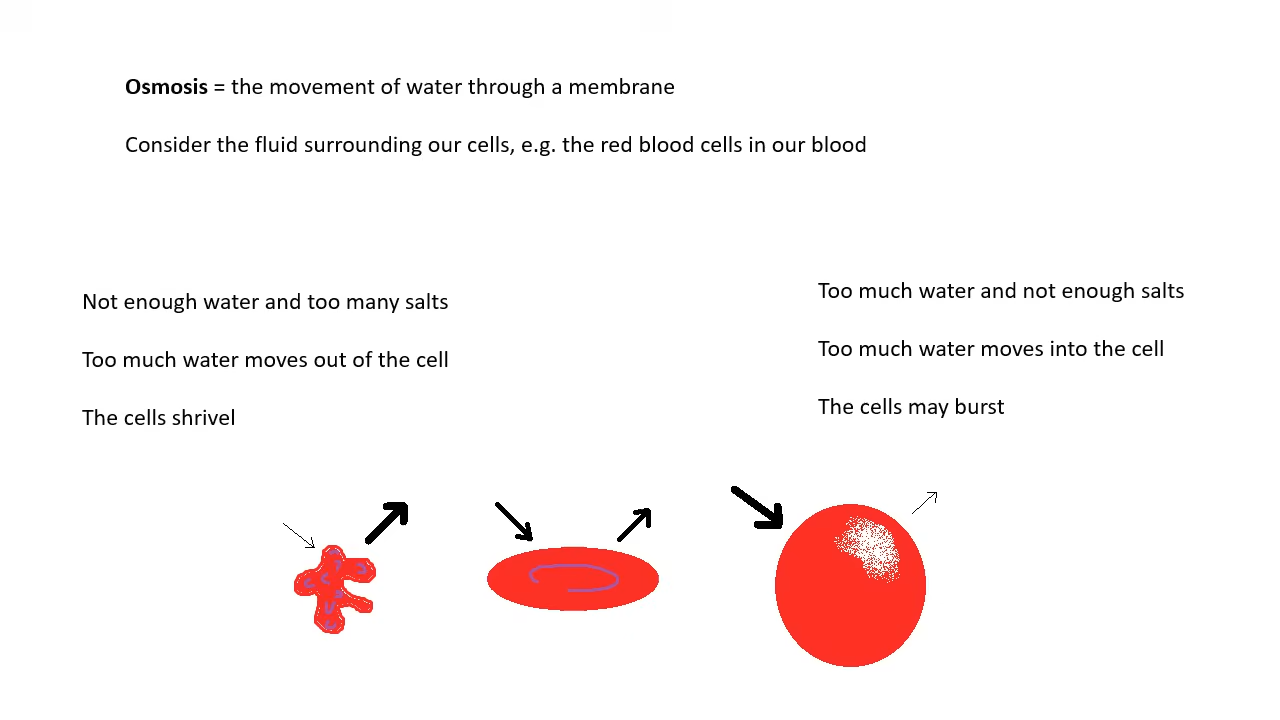 Osmosis = the movement of water through a membrane
Consider the fluid surrounding our cells, e.g. the red blood cells in our blood
Not enough water and too many salts
Too much water moves out of the cell
The cells shrivel
Too much water and not enough salts
Too much water moves into the cell
The cells may burst